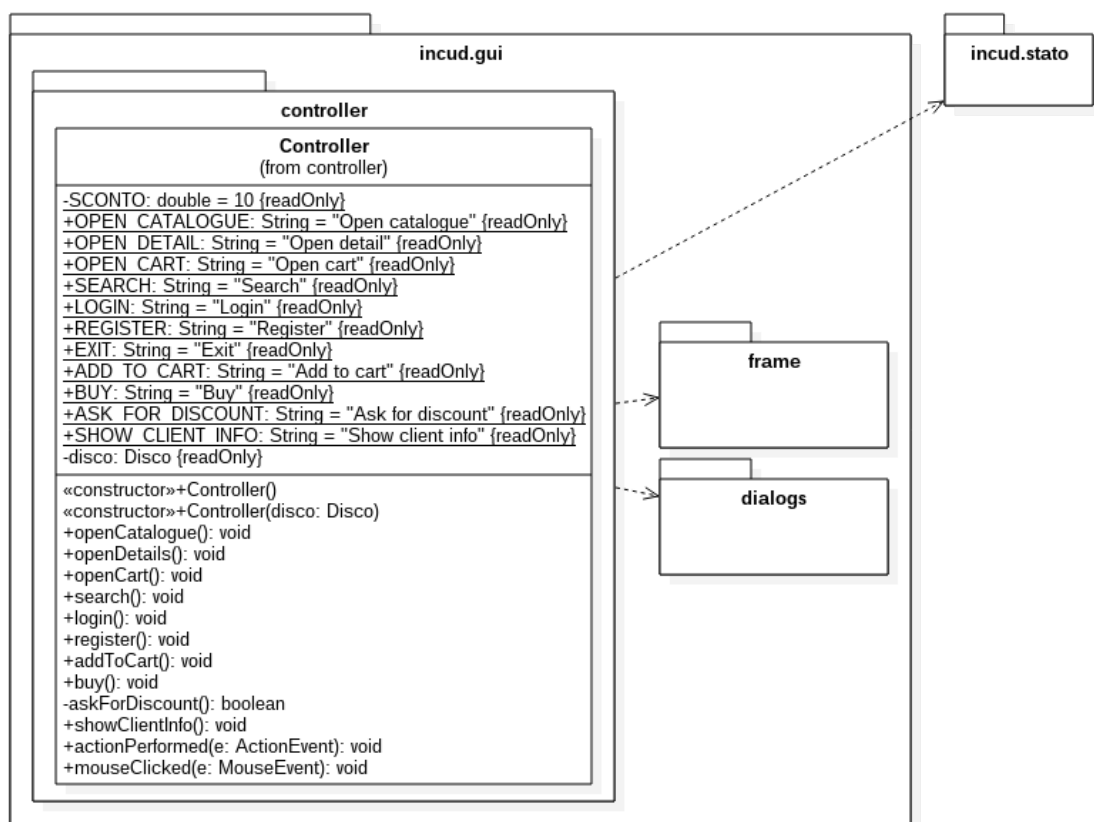 incud.gui
incud.stato
controller
Controller
(from controller)
-SCONTO: double = 10 {readOnly}
+OPEN_CATALOGUE: String = "Open catalogue" {readOnly}
+OPEN_DETAIL: String = "Open detail" {readOnly}
+OPEN_CART: String = "Open cart" {readOnly}
+SEARCH: String = "Search" {readOnly}
+LOGIN: String = "Login" {readOnly}
+REGISTER: String = "Register" {readOnly}
+EXIT: String = "Exit" {readOnly}
+ADD_TO_CART: String = "Add to cart" {readOnly}
+BUY: String = "Buy" {readOnly}
+ASK_FOR_DISCOUNT: String = "Ask for discount" {readOnly}
+SHOW_CLIENT_INFO: String = "Show client info" {readOnly}
-disco: Disco {readOnly}
«constructor»+Controller()
«constructor»+Controller(disco: Disco)
+openCatalogue(): void
+openDetails(): void
+openCart(): void
+search(): void
+login(): void
+register(): void
+addToCart(): void
+buy(): void
-askForDiscount(): boolean
+showClientInfo(): void
+actionPerformed(e: ActionEvent): void
+mouseClicked(e: MouseEvent): void
frame
dialogs